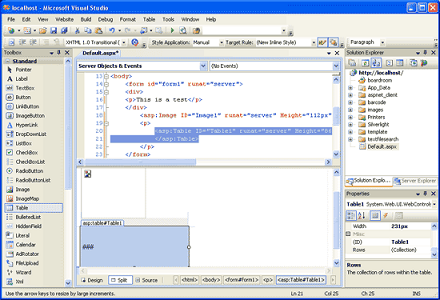 localhost - Microsoft Visual Studio
File Edit View Website Build Debug Format Table Tools Window Help
XHTML 1.0 Transitional ( Style Application: Manual Target Rule: (New Inline Style) Paragraph
Toolbox
Standard
Pointer
Label
TextBox
Button
LinkButton
ImageButton
HyperLink
DropDownList
ListBox
CheckBox
CheckBoxList
RadioButton
RadioButtonList
Image
ImageMap
Table
BulletedList
HiddenField
Literal
Calendar
AdRotator
FileUpload
Wizard
Xml
Default.aspx*
Server Objects & Events (No Events)
13 <body>
14 <form id="form1" runat="server">
15 <div>
16 <p>This is a test</p>
17 </div>
18 <asp:Image ID="Image1" runat="server" Height="112px"
19 <p>
20 <asp:Table ID="Table1" runat="server" Height="98
21 </asp:Table>
22 </p>
23 </form>
asp:table#Table1
###
Design Split Source <html> <body> <form#form1> <p> <asp:Table#Table1>
Solution Explorer
http://localhost/
boardroom
App_Data
aspnet_client
barcode
images
Printers
Silverlight
template
textfilesearch
Default.aspx
Solution Explo... Server Explorer
Properties
Table1 System.Web.UI.WebControl
Width 231px
Misc
(ID) Table1
Rows (Collection)
Rows
The collection of rows within the table.
Use the arrow keys to resize by large increments. Ln 21 Col 25 Ch 25 INS